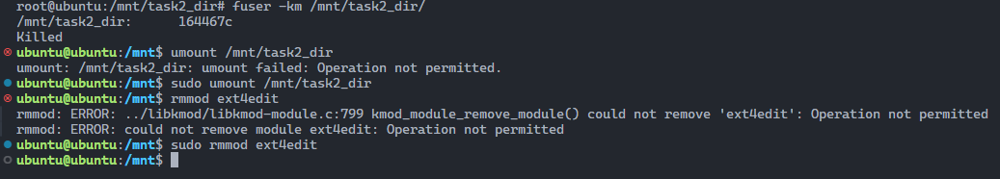 root@ubuntu:/mnt/task2_dir# fuser -km /mnt/task2_dir/
/mnt/task2_dir:      164467c
Killed
ubuntu@ubuntu:/mnt$ umount /mnt/task2_dir
umount: /mnt/task2_dir: umount failed: Operation not permitted.
ubuntu@ubuntu:/mnt$ sudo umount /mnt/task2_dir
ubuntu@ubuntu:/mnt$ rmmod ext4edit
rmmod: ERROR: ../libkmod/libkmod-module.c:799 kmod_module_remove_module() could not remove 'ext4edit': Operation not permitted
rmmod: ERROR: could not remove module ext4edit: Operation not permitted
ubuntu@ubuntu:/mnt$ sudo rmmod ext4edit
ubuntu@ubuntu:/mnt$